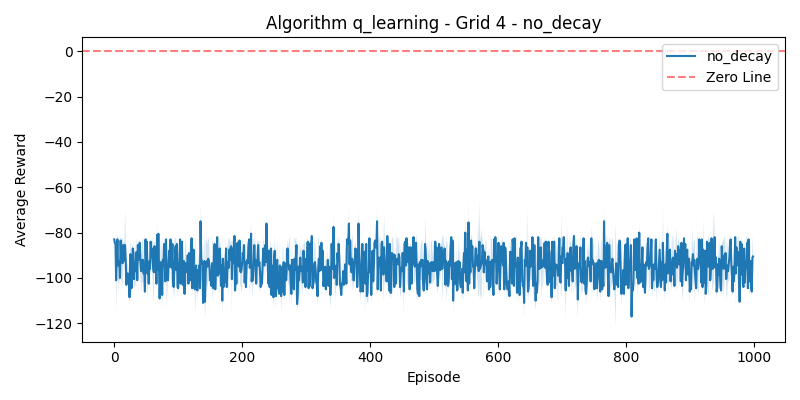 Algorithm q_learning - Grid 4 - no_decay
no_decay
Zero Line
Average Reward
0
−20
−40
−60
−80
−100
−120
0 200 400 600 800 1000
Episode